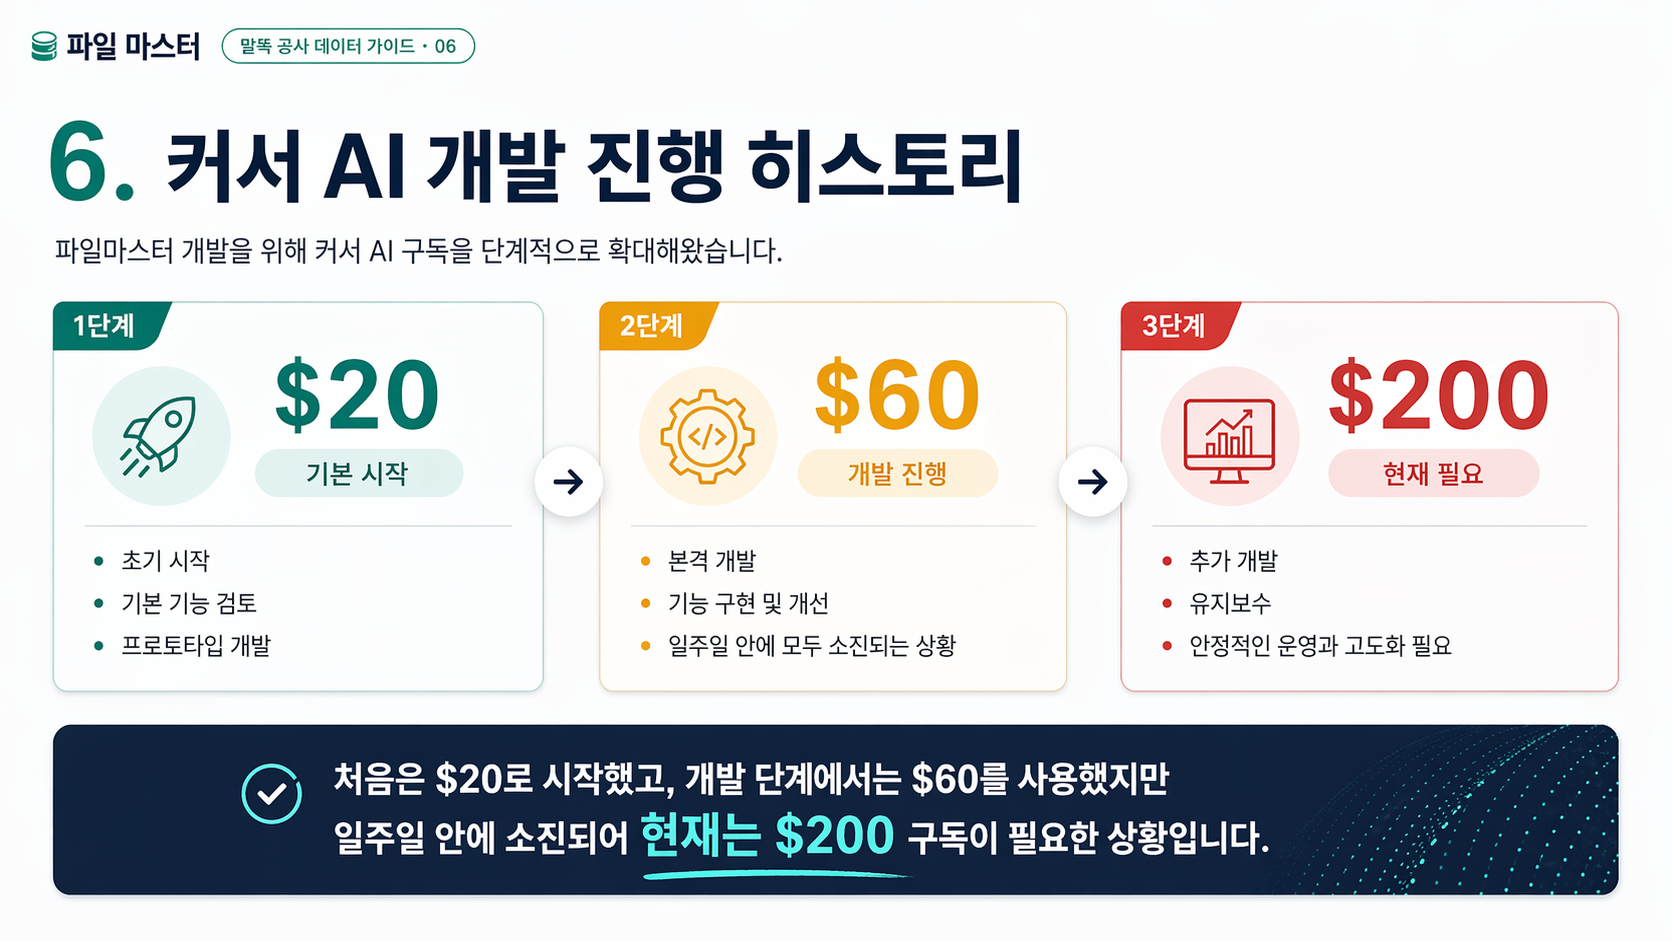 파일 마스터
말뚝 공사 데이터 가이드 · 06
6. 커서 AI 개발 진행 히스토리
파일마스터 개발을 위해 커서 AI 구독을 단계적으로 확대해왔습니다.
1단계
$20
기본 시작
• 초기 시작
• 기본 기능 검토
• 프로토타입 개발
2단계
$60
개발 진행
• 본격 개발
• 기능 구현 및 개선
• 일주일 안에 모두 소진되는 상황
3단계
$200
현재 필요
• 추가 개발
• 유지보수
• 안정적인 운영과 고도화 필요
처음은 $20로 시작했고, 개발 단계에서는 $60를 사용했지만
일주일 안에 소진되어 현재는 $200 구독이 필요한 상황입니다.